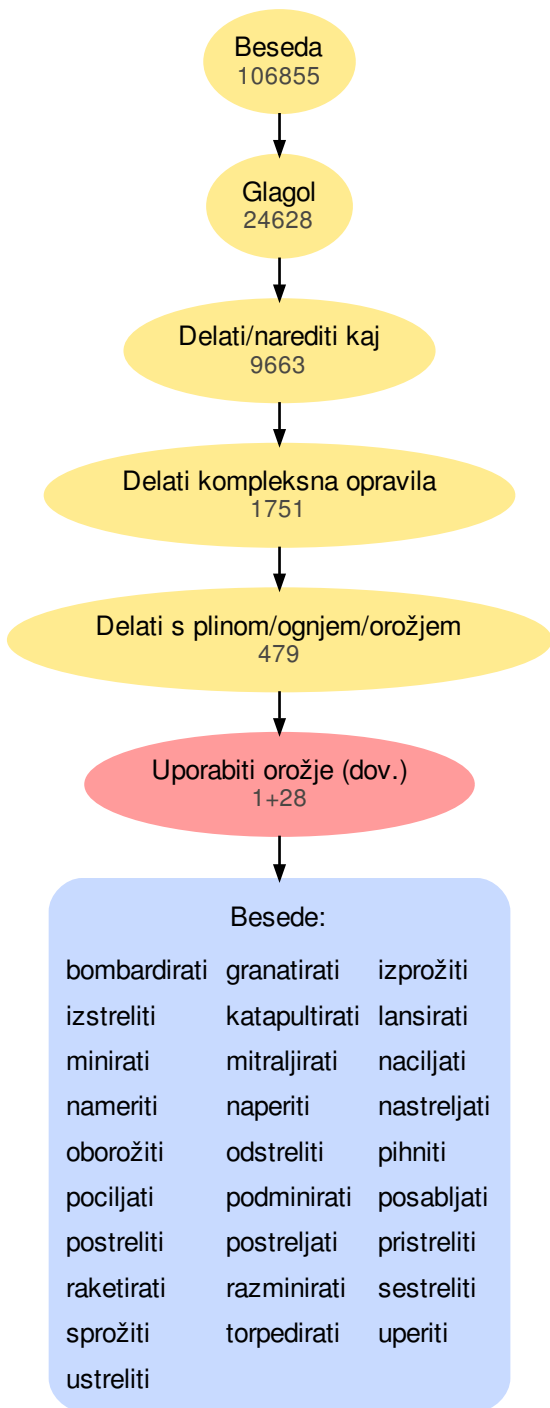 Beseda
106855
Glagol
24628
Delati/narediti kaj
9663
Delati kompleksna opravila
1751
Delati s plinom/ognjem/orožjem
479
Uporabiti orožje (dov.)
1+28
Besede:
bombardirati granatirati izprožiti
izstreliti katapultirati lansirati
minirati mitraljirati naciljati
nameriti naperiti nastreljati
oborožiti odstreliti pihniti
pociljati podminirati posabljati
postreliti postreljati pristreliti
raketirati razminirati sestreliti
sprožiti torpedirati uperiti
ustreliti